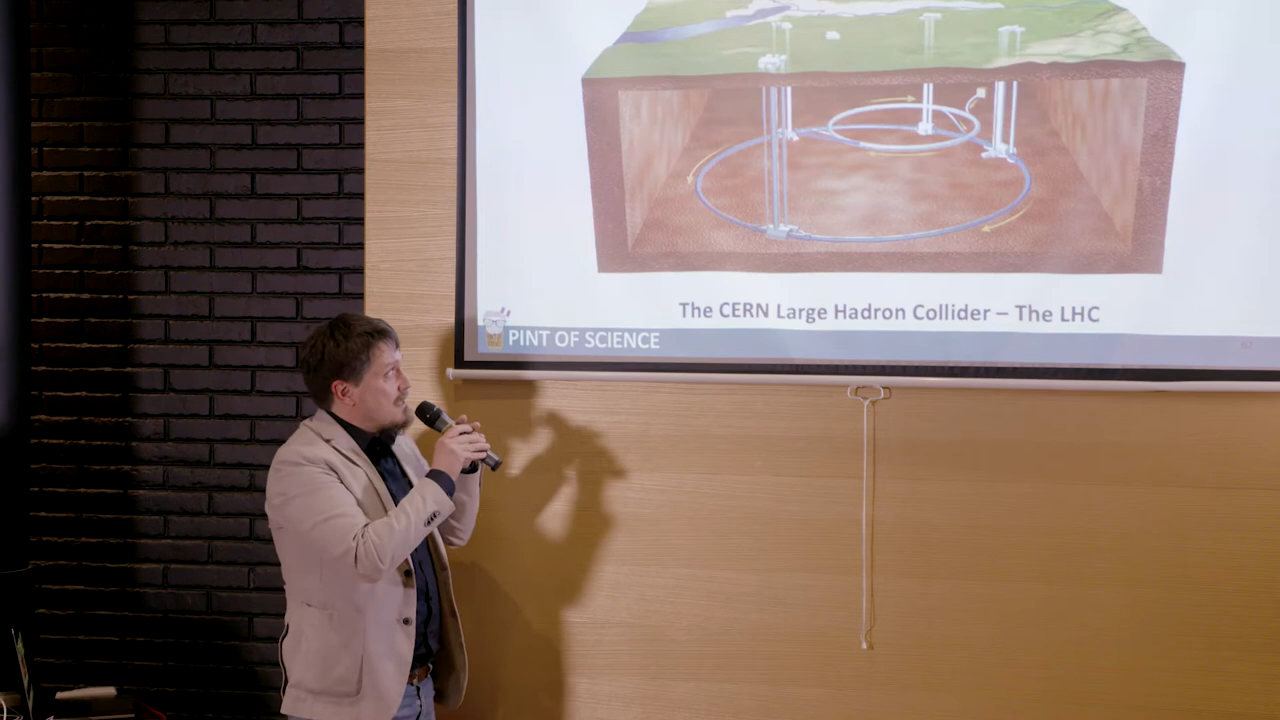 The CERN Large Hadron Collider – The LHC
PINT OF SCIENCE